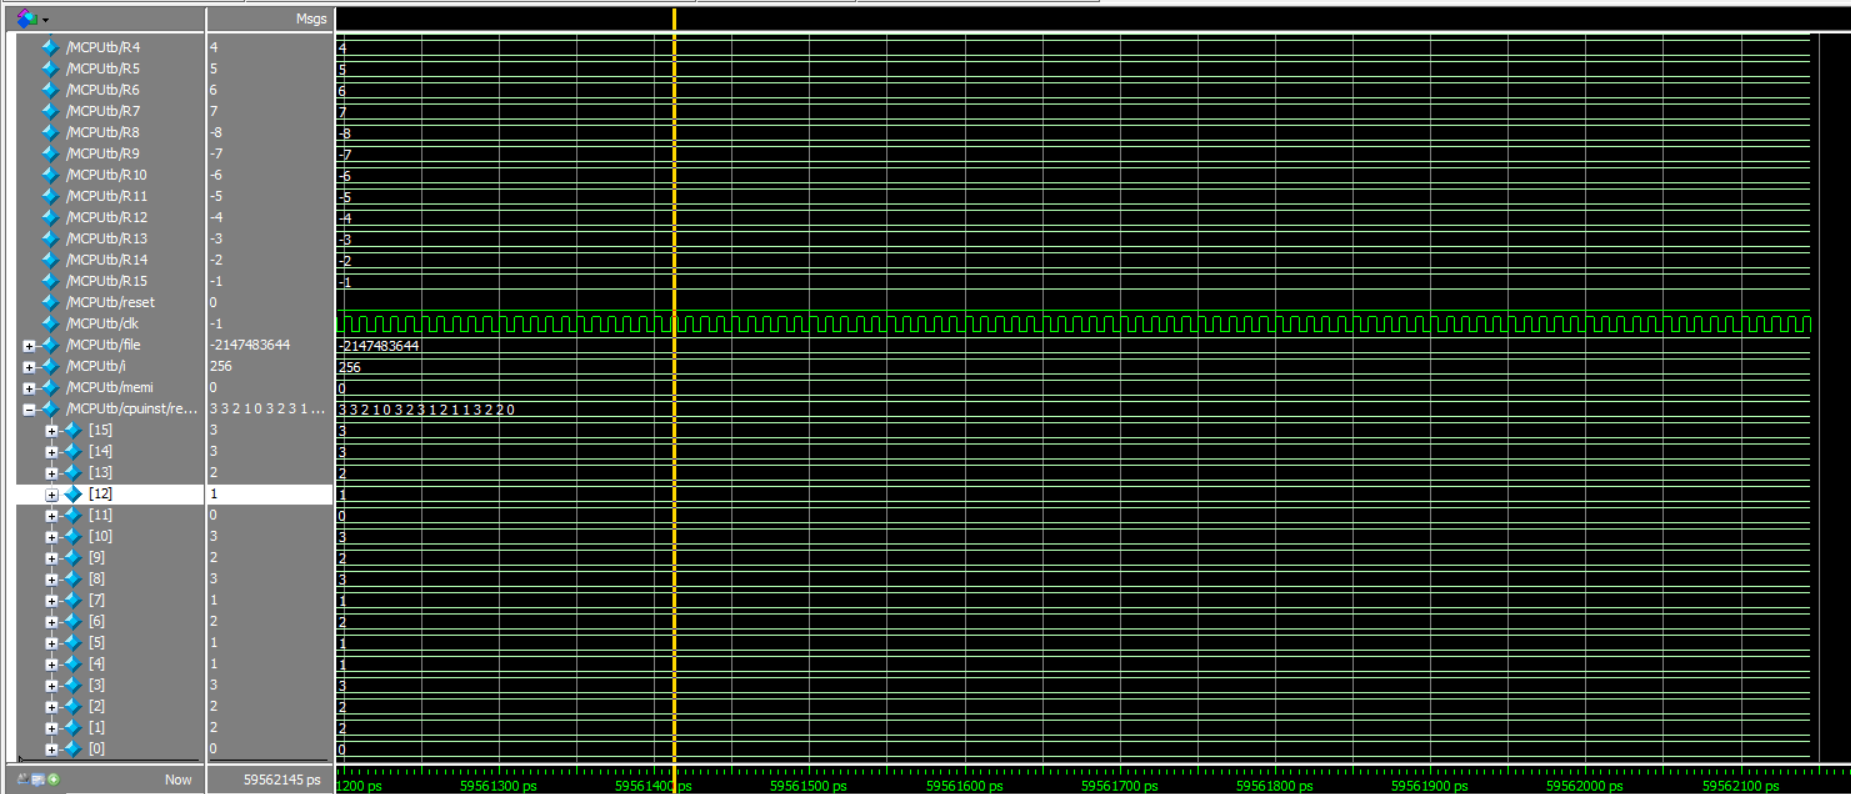 Msgs
/MCPUtb/R4 4 4
/MCPUtb/R5 5 5
/MCPUtb/R6 6 6
/MCPUtb/R7 7 7
/MCPUtb/R8 -8 -8
/MCPUtb/R9 -7 -7
/MCPUtb/R10 -6 -6
/MCPUtb/R11 -5 -5
/MCPUtb/R12 -4 -4
/MCPUtb/R13 -3 -3
/MCPUtb/R14 -2 -2
/MCPUtb/R15 -1 -1
/MCPUtb/reset 0
/MCPUtb/clk -1
/MCPUtb/file -2147483644 -2147483644
/MCPUtb/i 256 256
/MCPUtb/memi 0 0
/MCPUtb/cpuinst/re... 3 3 2 1 0 3 2 3 1 ... 3 3 2 1 0 3 2 3 1 2 1 1 3 2 2 0
[15] 3 3
[14] 3 3
[13] 2 2
[12] 1 1
[11] 0 0
[10] 3 3
[9] 2 2
[8] 3 3
[7] 1 1
[6] 2 2
[5] 1 1
[4] 1 1
[3] 3 3
[2] 2 2
[1] 2 2
[0] 0 0
Now 59562145 ps 1200 ps 59561300 ps 59561400 ps 59561500 ps 59561600 ps 59561700 ps 59561800 ps 59561900 ps 59562000 ps 59562100 ps